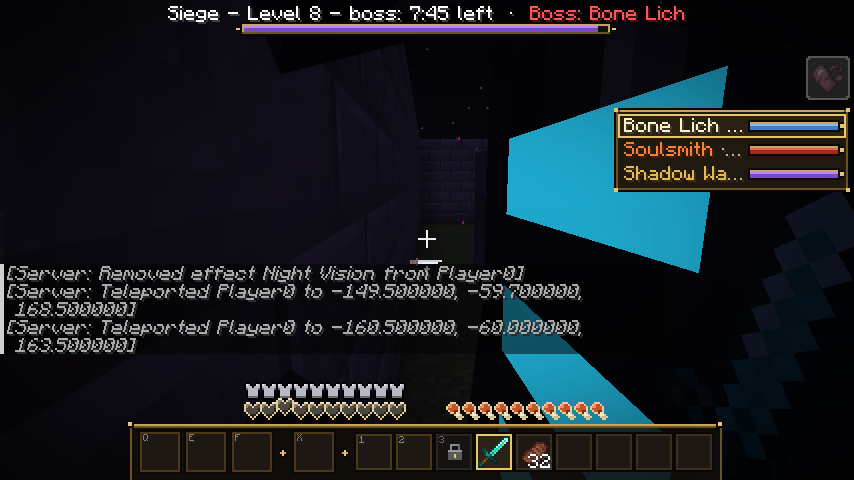 Siege – Level 8 – boss: 7:45 left · Boss: Bone Lich
Bone Lich ...
Soulsmith ·...
Shadow Wa...
[Server: Removed effect Night Vision from Player0]
[Server: Teleported Player0 to -149.500000, -59.700000,
168.500000]
[Server: Teleported Player0 to -160.500000, -60.000000,
163.500000]
Q E F X 1 2 3
32